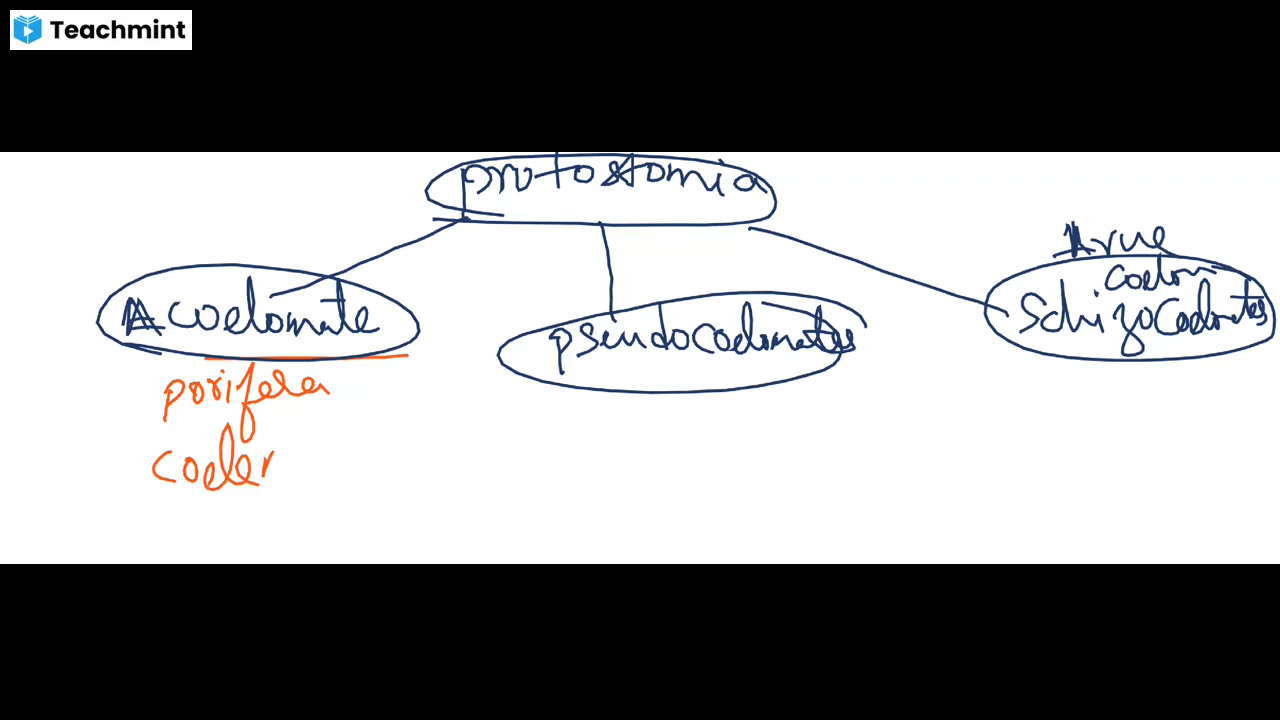 Teachmint
protostomia
Acoelomate
pseudocoelomates
True
coelom
Schizocoelomates
porifera
coeler